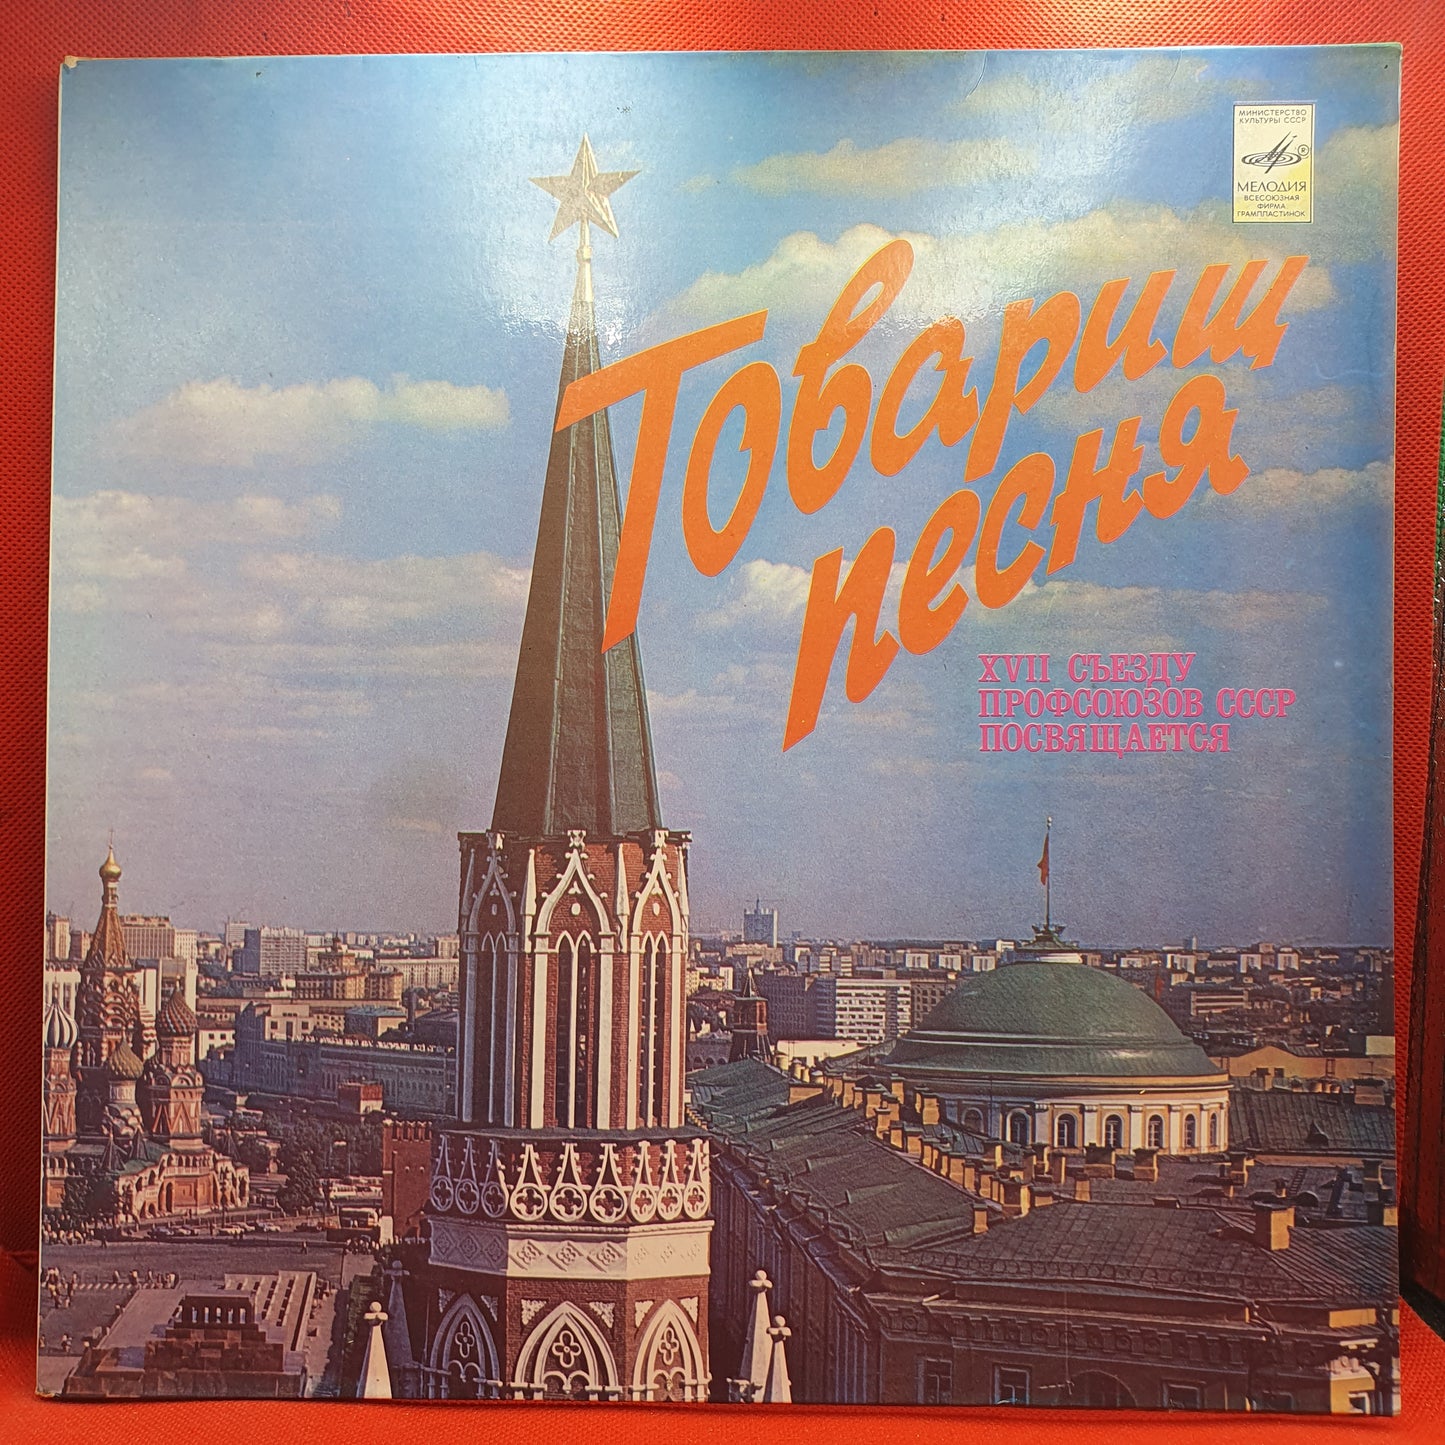 МИНИСТЕРСТВО
КУЛЬТУРЫ СССР
®
МЕЛОДИЯ
ВСЕСОЮЗНАЯ
ФИРМА
ГРАМПЛАСТИНОК
Товарищ
песня
XVII СЪЕЗДУ
ПРОФСОЮЗОВ СССР
ПОСВЯЩАЕТСЯ